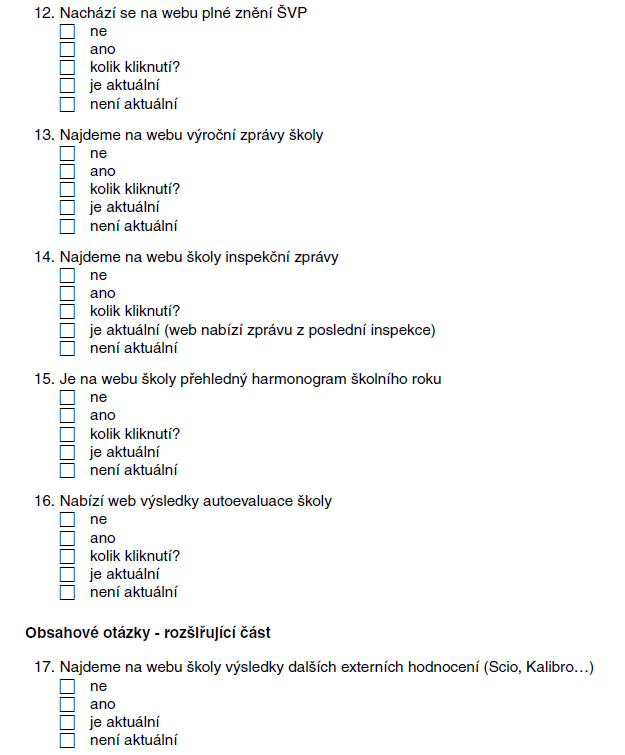 12. Nachází se na webu plné znění ŠVP
ne
ano
kolik kliknutí?
je aktuální
není aktuální
13. Najdeme na webu výroční zprávy školy
ne
ano
kolik kliknutí?
je aktuální
není aktuální
14. Najdeme na webu školy inspekční zprávy
ne
ano
kolik kliknutí?
je aktuální (web nabízí zprávu z poslední inspekce)
není aktuální
15. Je na webu školy přehledný harmonogram školního roku
ne
ano
kolik kliknutí?
je aktuální
není aktuální
16. Nabízí web výsledky autoevaluace školy
ne
ano
kolik kliknutí?
je aktuální
není aktuální
Obsahové otázky - rozšiřující část
17. Najdeme na webu školy výsledky dalších externích hodnocení (Scio, Kalibro…)
ne
ano
je aktuální
není aktuální